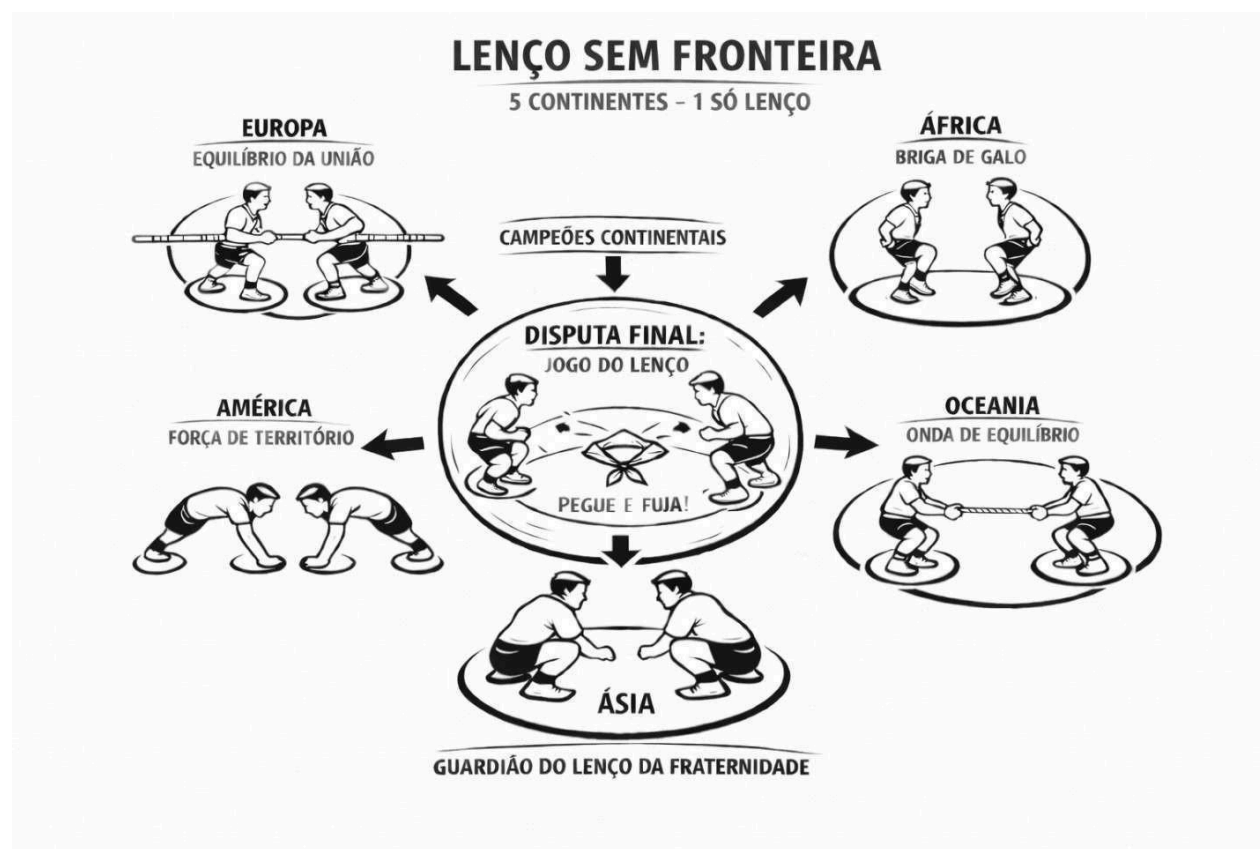 LENÇO SEM FRONTEIRA
5 CONTINENTES – 1 SÓ LENÇO
EUROPA
EQUILÍBRIO DA UNIÃO
ÁFRICA
BRIGA DE GALO
CAMPEÕES CONTINENTAIS
DISPUTA FINAL:
JOGO DO LENÇO
PEGUE E FUJA!
AMÉRICA
FORÇA DE TERRITÓRIO
OCEANIA
ONDA DE EQUILÍBRIO
ÁSIA
GUARDIÃO DO LENÇO DA FRATERNIDADE